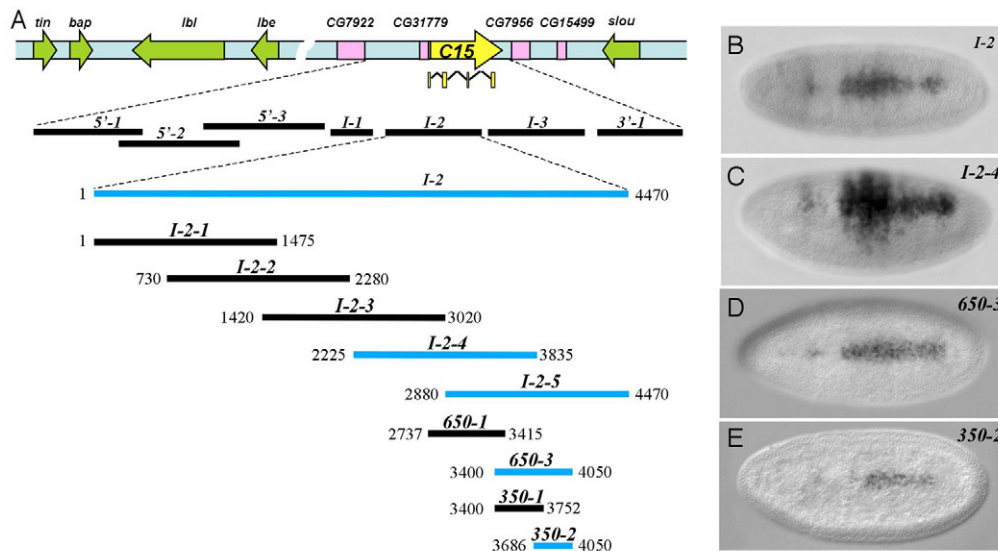 A
tin bap lbl lbe CG7922 CG31779 CG7956 CG15499 slou
C15
5'-1 5'-2 5'-3 I-1 I-2 I-3 3'-1
I-2
1 4470
I-2-1
1 1475
I-2-2
730 2280
I-2-3
1420 3020
I-2-4
2225 3835
I-2-5
2880 4470
650-1
2737 3415
650-3
3400 4050
350-1
3400 3752
350-2
3686 4050
B I-2
C I-2-4
D 650-3
E 350-2